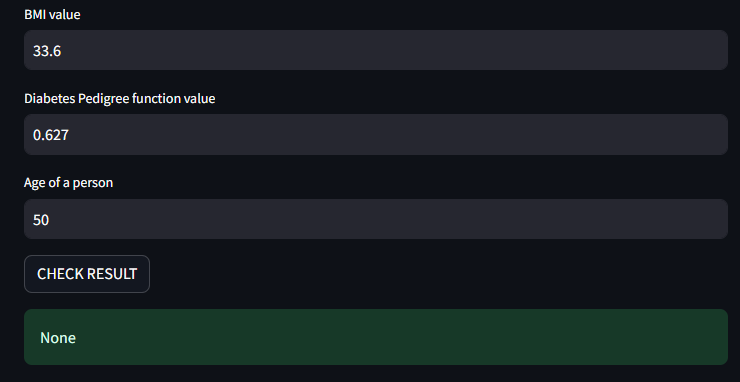 BMI value
33.6
Diabetes Pedigree function value
0.627
Age of a person
50
CHECK RESULT
None